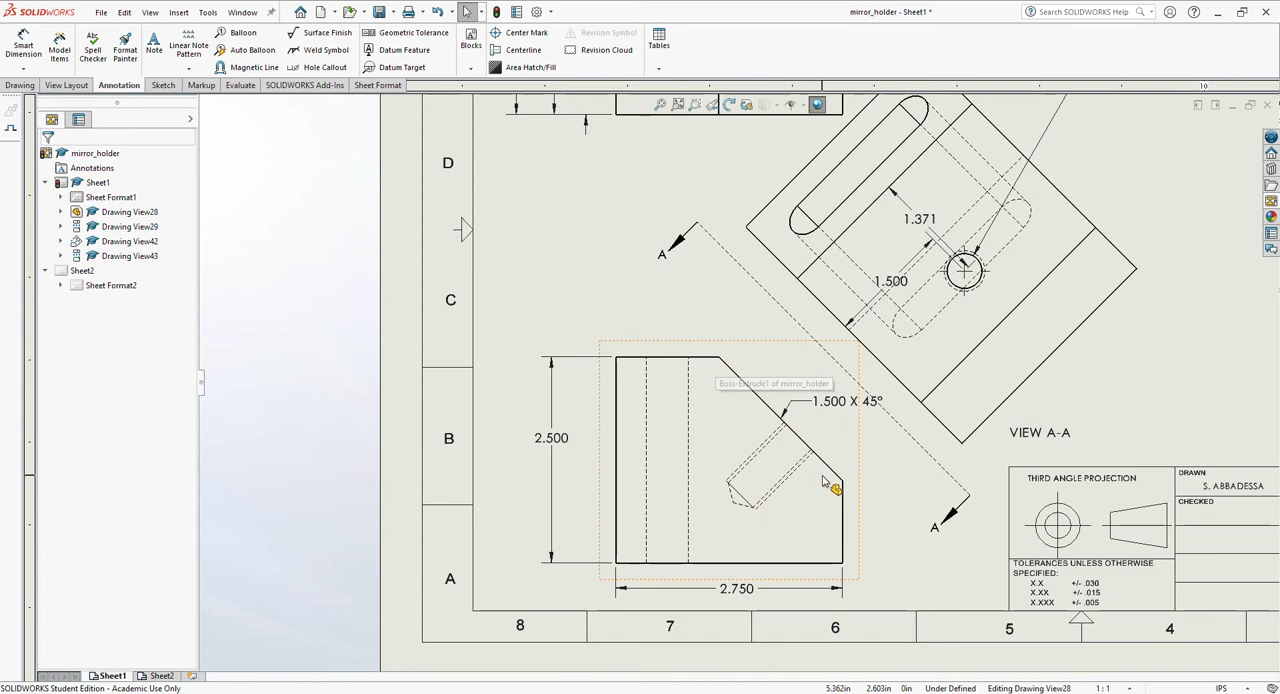 SOLIDWORKS
File
Edit
View
Insert
Tools
Window
mirror_holder - Sheet1 *
Search SOLIDWORKS Help
Smart Dimension
Model Items
Spell Checker
Format Painter
Note
Linear Note Pattern
Balloon
Auto Balloon
Magnetic Line
Surface Finish
Weld Symbol
Hole Callout
Geometric Tolerance
Datum Feature
Datum Target
Blocks
Center Mark
Centerline
Area Hatch/Fill
Revision Symbol
Revision Cloud
Tables
Drawing
View Layout
Annotation
Sketch
Markup
Evaluate
SOLIDWORKS Add-Ins
Sheet Format
10
mirror_holder
Annotations
Sheet1
Sheet Format1
Drawing View28
Drawing View29
Drawing View42
Drawing View43
Sheet2
Sheet Format2
D
C
B
A
1.371
1.500
A
Boss-Extrude1 of mirror_holder
1.500 X 45°
2.500
2.750
A
VIEW A-A
THIRD ANGLE PROJECTION
DRAWN
S. ABBADESSA
CHECKED
TOLERANCES UNLESS OTHERWISE
SPECIFIED:
X.X +/- .030
X.XX +/- .015
X.XXX +/- .005
8
7
6
5
4
Sheet1
Sheet2
SOLIDWORKS Student Edition - Academic Use Only
5.362in
2.603in
0in
Under Defined
Editing Drawing View28
1 : 1
IPS